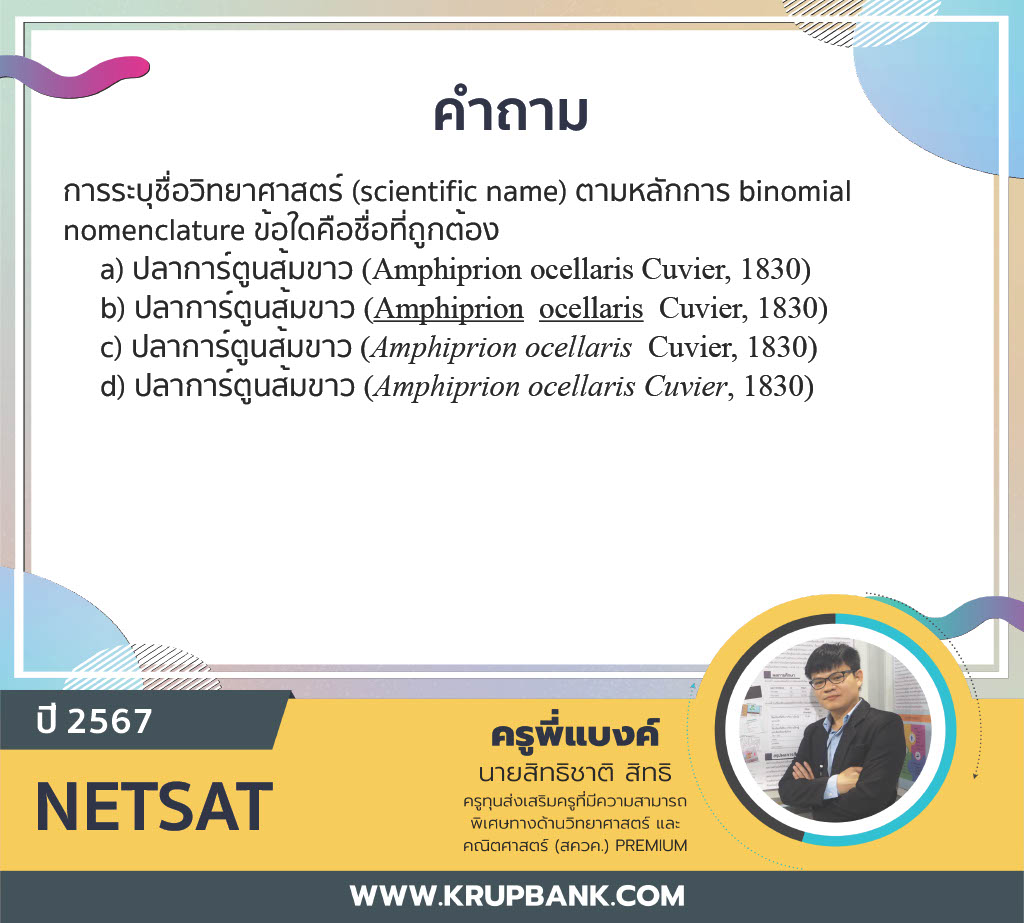 คำถาม
การระบุชื่อวิทยาศาสตร์ (scientific name) ตามหลักการ binomial
nomenclature ข้อใดคือชื่อที่ถูกต้อง
a) ปลาการ์ตูนส้มขาว (Amphiprion ocellaris Cuvier, 1830)
b) ปลาการ์ตูนส้มขาว (Amphiprion ocellaris Cuvier, 1830)
c) ปลาการ์ตูนส้มขาว (Amphiprion ocellaris Cuvier, 1830)
d) ปลาการ์ตูนส้มขาว (Amphiprion ocellaris Cuvier, 1830)
ปี 2567
NETSAT
ครูพี่แบงค์
นายสิทธิชาติ สิทธิ
ครูทุนส่งเสริมครูที่มีความสามารถ
พิเศษทางด้านวิทยาศาสตร์ และ
คณิตศาสตร์ (สควค.) PREMIUM
WWW.KRUPBANK.COM